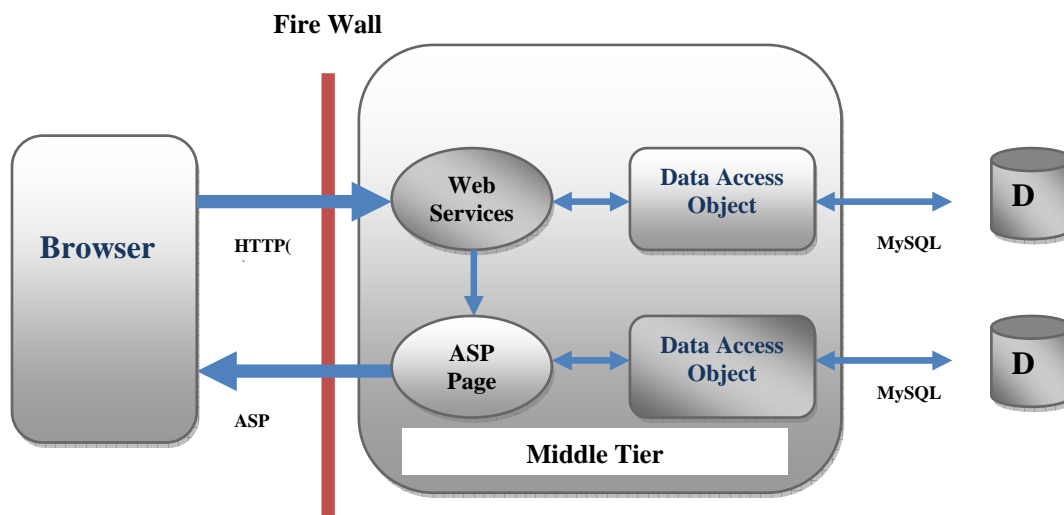 Fire Wall
Browser
HTTP(
Web
Services
Data Access
Object
MySQL
D
ASP
ASP
Page
Data Access
Object
MySQL
D
Middle Tier